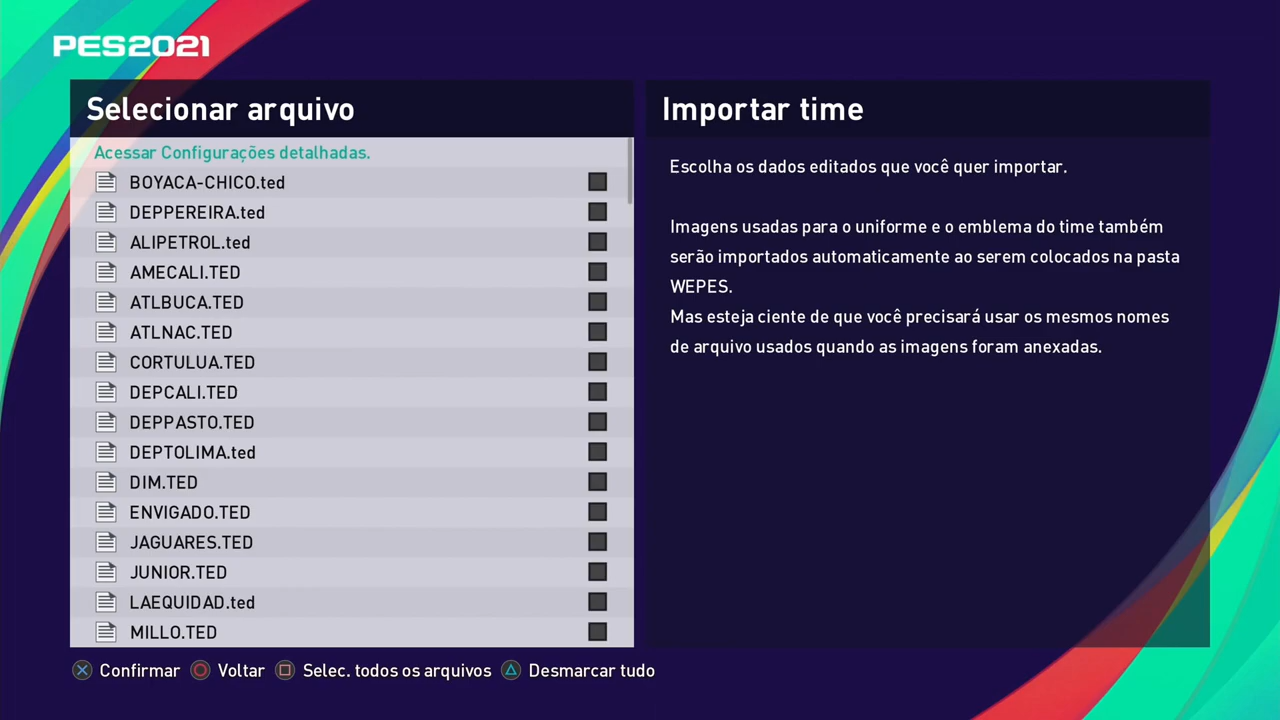 PES2021
Selecionar arquivo
Acessar Configurações detalhadas.
BOYACA-CHICO.ted
DEPPEREIRA.ted
ALIPETROL.ted
AMECALI.TED
ATLBUCA.TED
ATLNAC.TED
CORTULUA.TED
DEPCALI.TED
DEPPASTO.TED
DEPTOLIMA.ted
DIM.TED
ENVIGADO.TED
JAGUARES.TED
JUNIOR.TED
LAEQUIDAD.ted
MILLO.TED
Importar time
Escolha os dados editados que você quer importar.
Imagens usadas para o uniforme e o emblema do time também
serão importados automaticamente ao serem colocados na pasta
WEPES.
Mas esteja ciente de que você precisará usar os mesmos nomes
de arquivo usados quando as imagens foram anexadas.
Confirmar Voltar Selec. todos os arquivos Desmarcar tudo